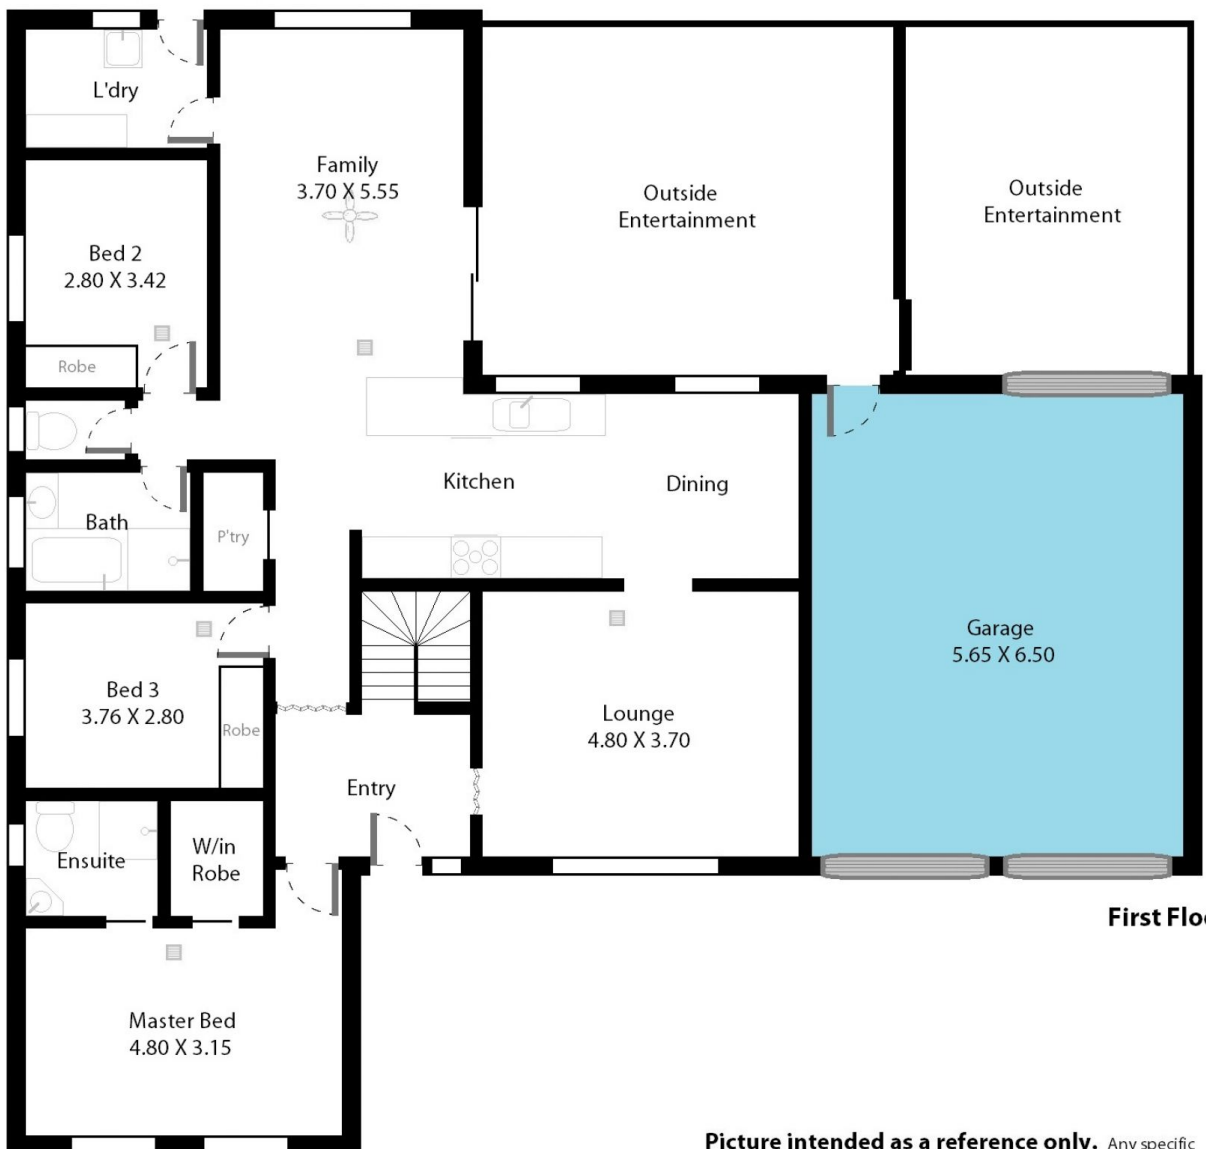 L'dry
Family
3.70 X 5.55
Outside
Entertainment
Outside
Entertainment
Bed 2
2.80 X 3.42
Robe
Kitchen
Dining
Bath
P'try
Garage
5.65 X 6.50
Bed 3
3.76 X 2.80
Robe
Lounge
4.80 X 3.70
Entry
Ensuite
W/in
Robe
First Floo
Master Bed
4.80 X 3.15
Picture intended as a reference only. Any specific